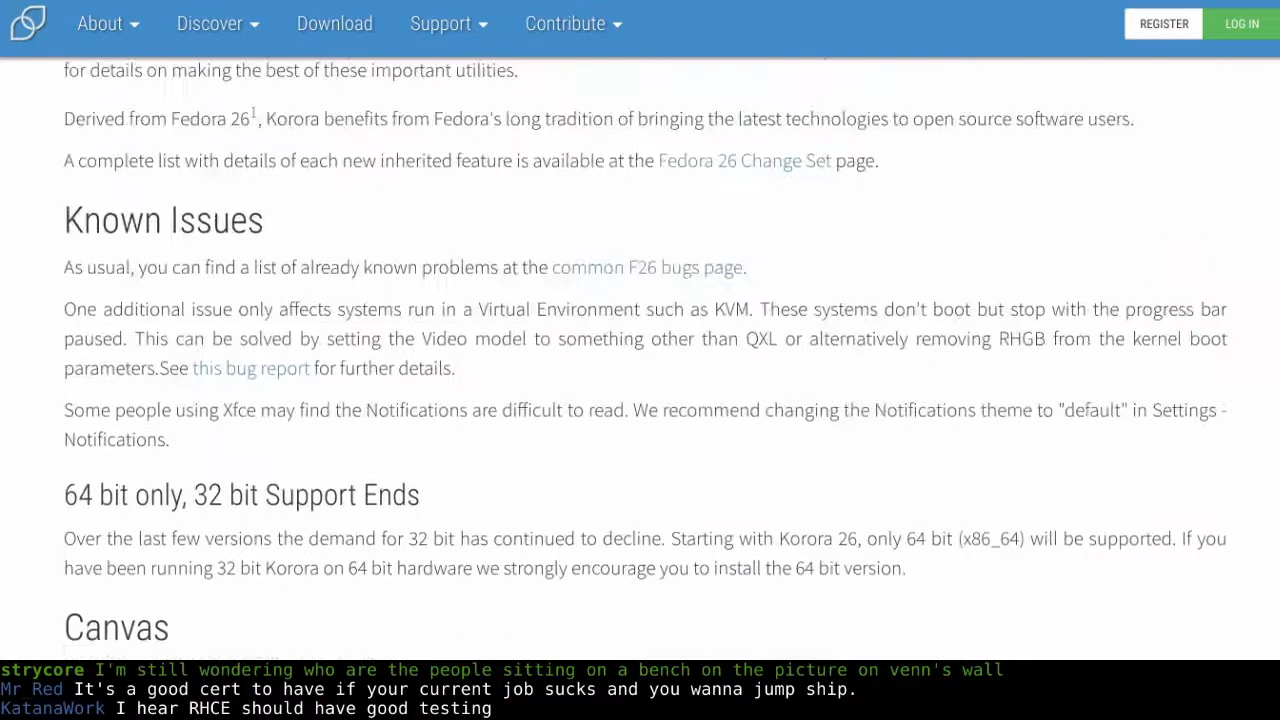 About Discover Download Support Contribute REGISTER LOG IN
for details on making the best of these important utilities.
Derived from Fedora 26¹, Korora benefits from Fedora's long tradition of bringing the latest technologies to open source software users.
A complete list with details of each new inherited feature is available at the Fedora 26 Change Set page.
Known Issues
As usual, you can find a list of already known problems at the common F26 bugs page.
One additional issue only affects systems run in a Virtual Environment such as KVM. These systems don't boot but stop with the progress bar
paused. This can be solved by setting the Video model to something other than QXL or alternatively removing RHGB from the kernel boot
parameters.See this bug report for further details.
Some people using Xfce may find the Notifications are difficult to read. We recommend changing the Notifications theme to "default" in Settings -
Notifications.
64 bit only, 32 bit Support Ends
Over the last few versions the demand for 32 bit has continued to decline. Starting with Korora 26, only 64 bit (x86_64) will be supported. If you
have been running 32 bit Korora on 64 bit hardware we strongly encourage you to install the 64 bit version.
Canvas
strycore I'm still wondering who are the people sitting on a bench on the picture on venn's wall
Mr_Red It's a good cert to have if your current job sucks and you wanna jump ship.
KatanaWork I hear RHCE should have good testing